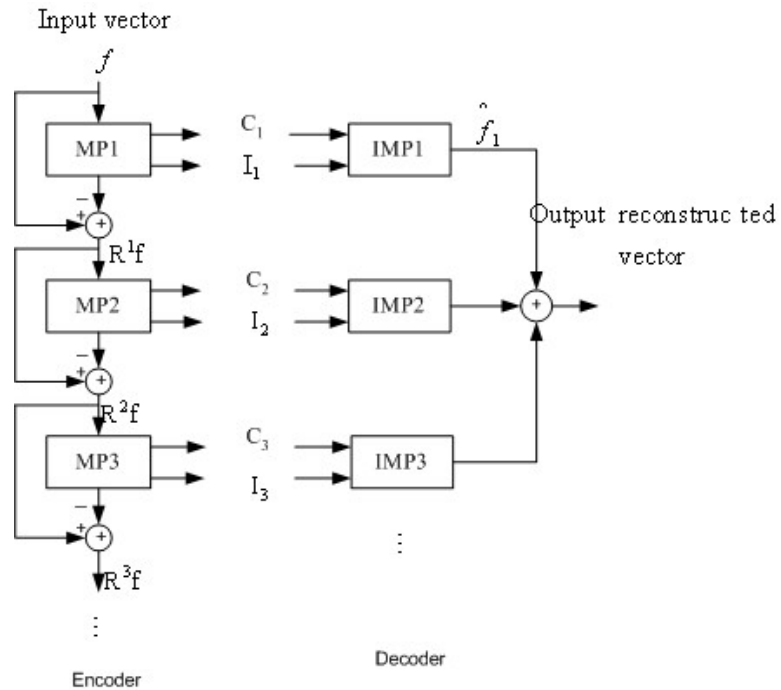 Input vector
f
MP1
C₁
I₁
IMP1
f̂₁
− + +
R¹f
Output reconstruc ted
vector
MP2
C₂
I₂
IMP2
+
− + +
R²f
MP3
C₃
I₃
IMP3
− + +
R³f
⋮
⋮
Encoder
Decoder